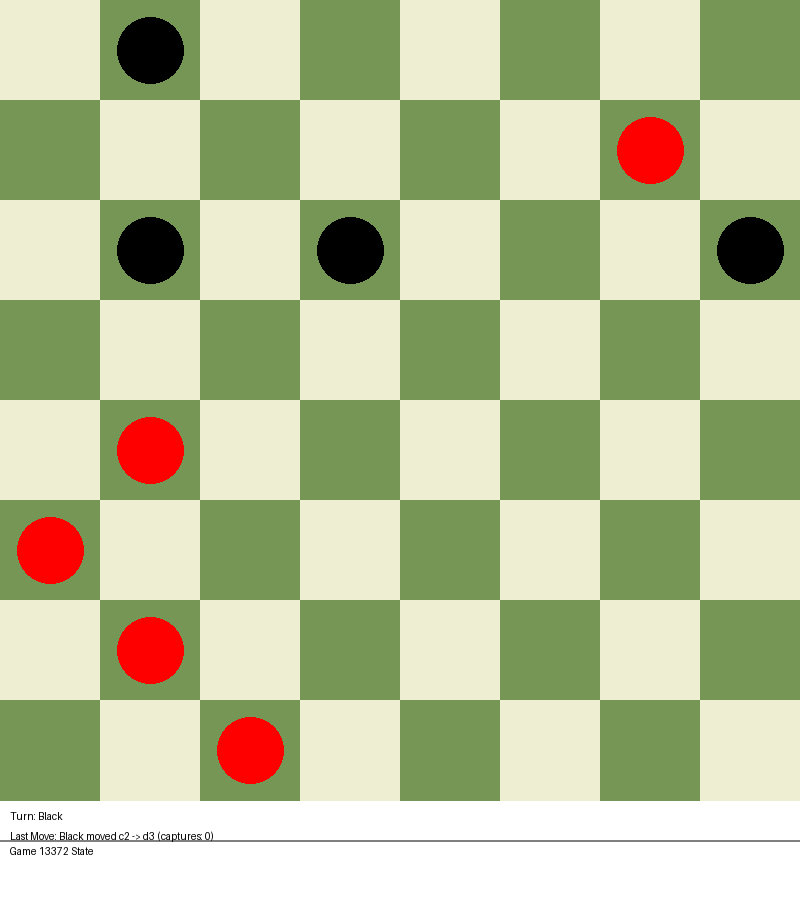 Turn: Black
Last Move: Black moved c2 -> d3 (captures: 0)
Game 13372 State